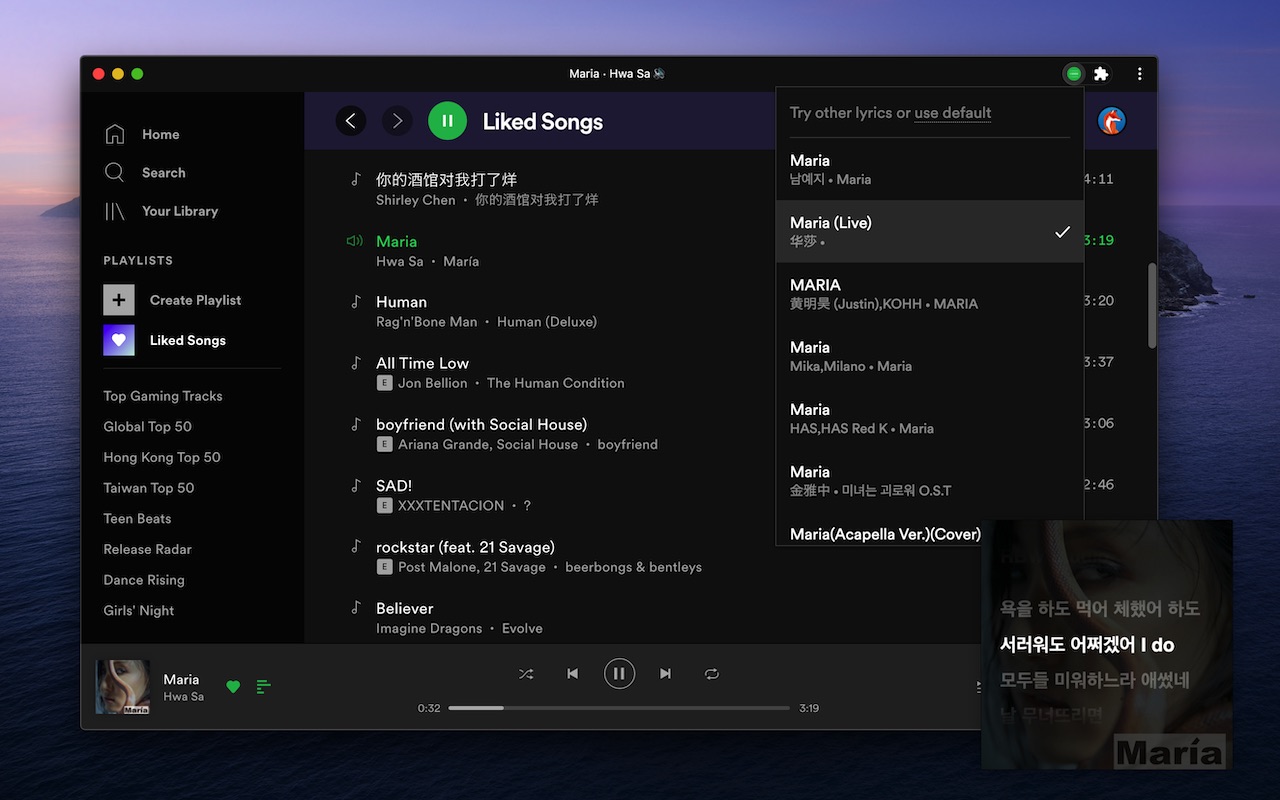 Maria · Hwa Sa
Home
Search
Your Library
PLAYLISTS
Create Playlist
Liked Songs
Top Gaming Tracks
Global Top 50
Hong Kong Top 50
Taiwan Top 50
Teen Beats
Release Radar
Dance Rising
Girls' Night
Liked Songs
你的酒馆对我打了烊
Shirley Chen • 你的酒馆对我打了烊
4:11
Maria
Hwa Sa • María
3:19
Human
Rag'n'Bone Man • Human (Deluxe)
3:20
All Time Low
E Jon Bellion • The Human Condition
3:37
boyfriend (with Social House)
E Ariana Grande, Social House • boyfriend
3:06
SAD!
E XXXTENTACION • ?
2:46
rockstar (feat. 21 Savage)
E Post Malone, 21 Savage • beerbongs & bentleys
Believer
Imagine Dragons • Evolve
Try other lyrics or use default
Maria
남예지 • Maria
Maria (Live)
华莎 •
MARIA
黄明昊 (Justin),KOHH • MARIA
Maria
Mika,Milano • Maria
Maria
HAS,HAS Red K • Maria
Maria
金雅中 • 미녀는 괴로워 O.S.T
Maria(Acapella Ver.)(Cover)
Maria
Hwa Sa
María
0:32
3:19
욕을 하도 먹어 체했어 하도
서러워도 어쩌겠어 I do
모두들 미워하느라 애썼네
날 무너뜨리면
María